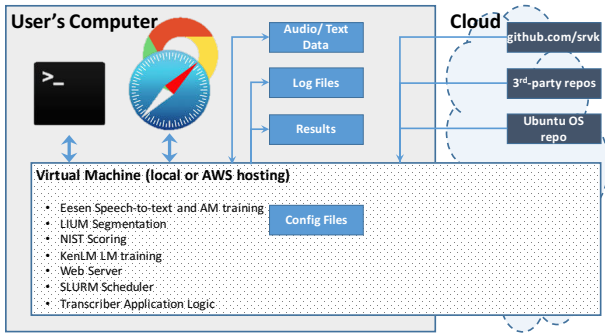 User's Computer
Cloud
>_
Audio/ Text
Data
Log Files
Results
github.com/srvk
3rd-party repos
Ubuntu OS
repo
Virtual Machine (local or AWS hosting)
• Eesen Speech-to-text and AM training
• LIUM Segmentation
• NIST Scoring
• KenLM LM training
• Web Server
• SLURM Scheduler
• Transcriber Application Logic
Config Files